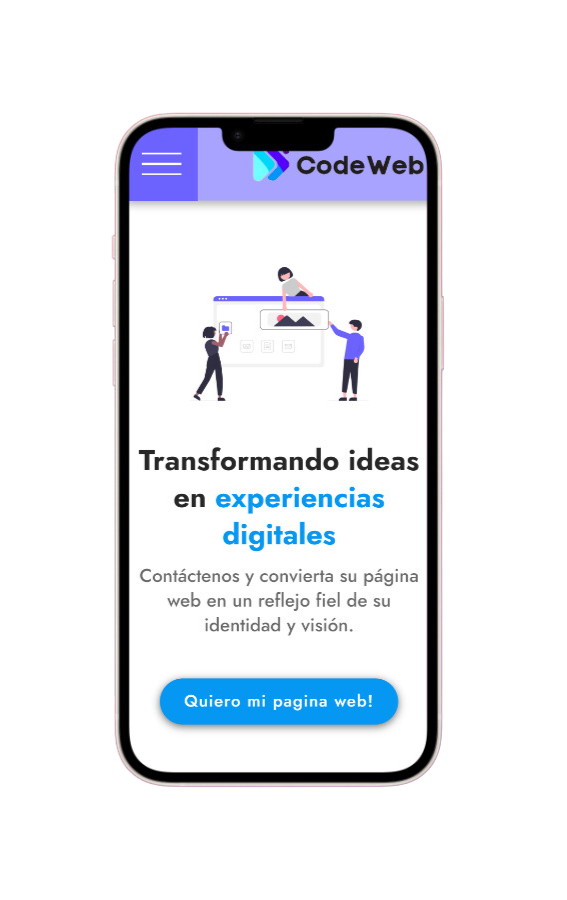 CodeWeb
Transformando ideas
en experiencias
digitales
Contáctenos y convierta su página
web en un reflejo fiel de su
identidad y visión.
Quiero mi pagina web!